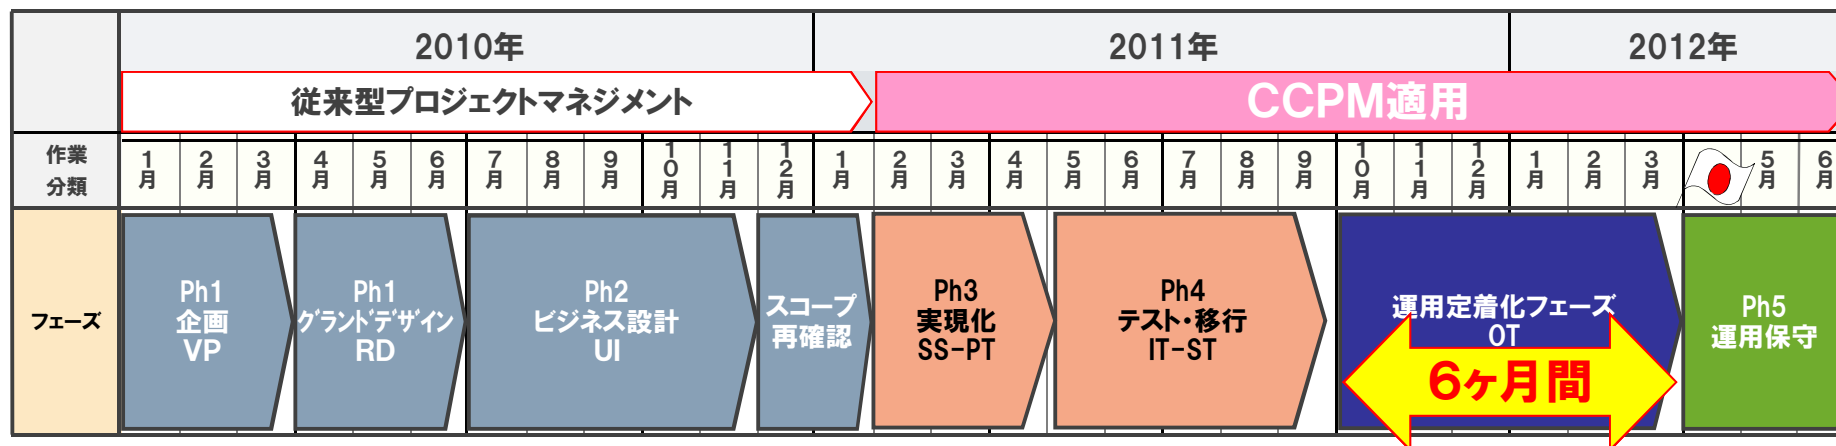 2010年
2011年
2012年
従来型プロジェクトマネジメント
CCPM適用
作業
分類
1月
2月
3月
4月
5月
6月
7月
8月
9月
10月
11月
12月
1月
2月
3月
4月
5月
6月
7月
8月
9月
10月
11月
12月
1月
2月
3月
5月
6月
フェーズ
Ph1
企画
VP
Ph1
グランドデザイン
RD
Ph2
ビジネス設計
UI
スコープ
再確認
Ph3
実現化
SS-PT
Ph4
テスト・移行
IT-ST
運用定着化フェーズ
OT
6ヶ月間
Ph5
運用保守